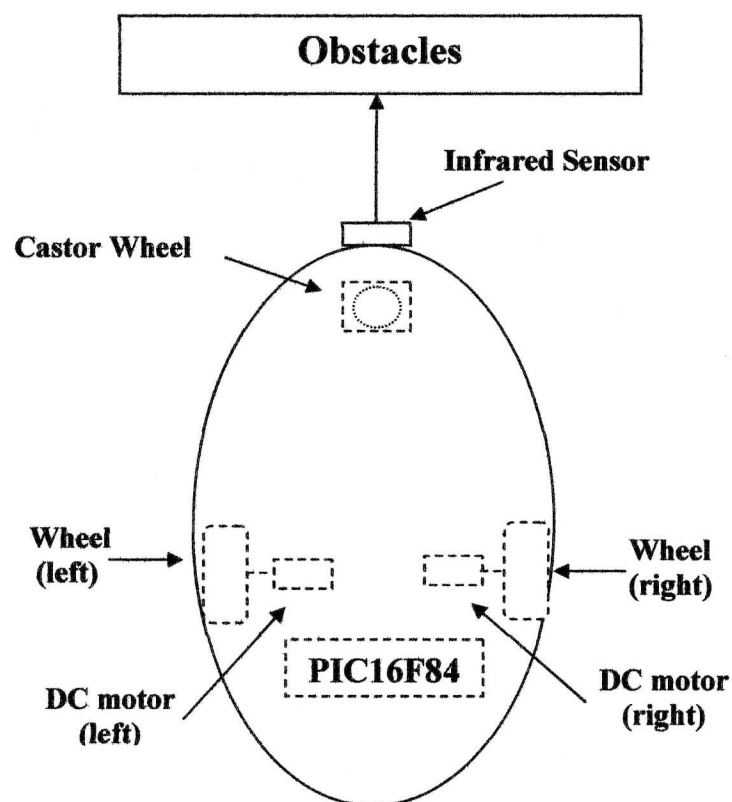 Obstacles
Infrared Sensor
Castor Wheel
Wheel
(left)
Wheel
(right)
PIC16F84
DC motor
(left)
DC motor
(right)